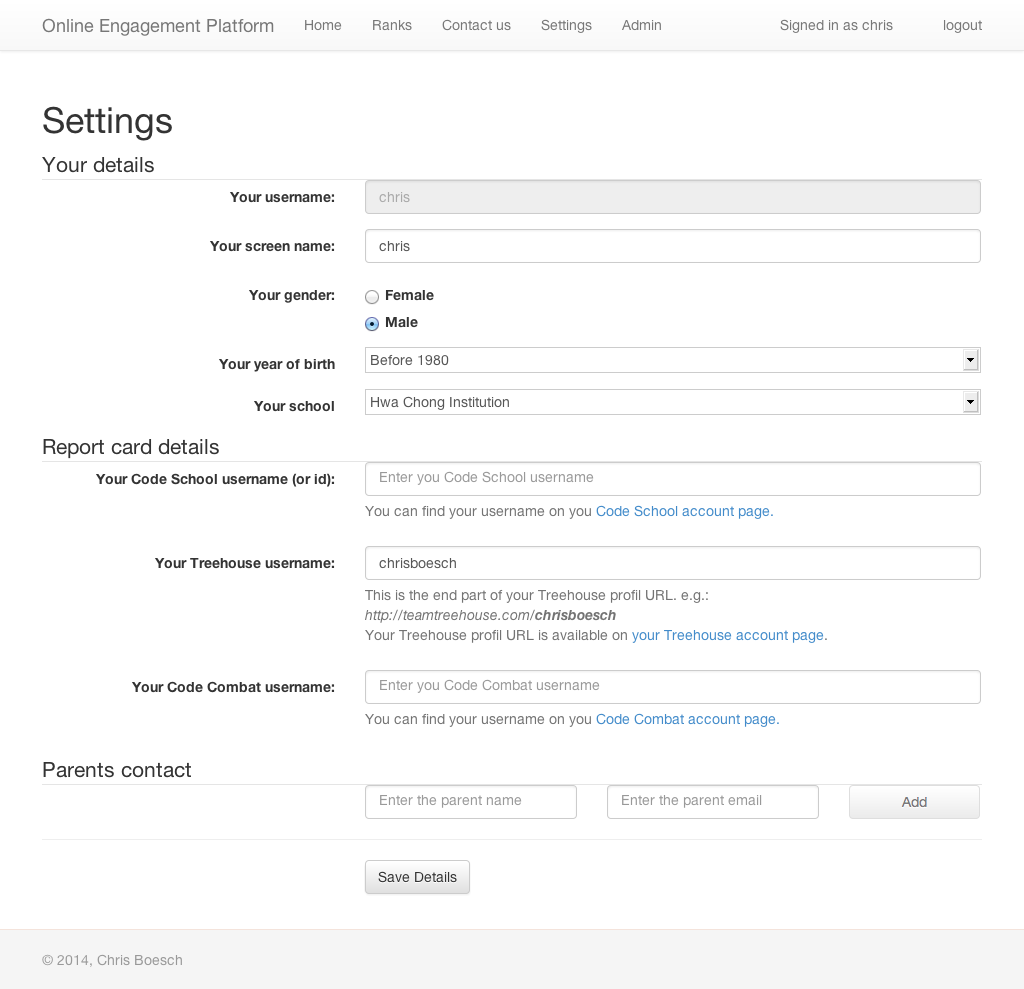 Online Engagement Platform Home Ranks Contact us Settings Admin Signed in as chris logout
Settings
Your details
Your username: chris
Your screen name: chris
Your gender: Female
Male
Your year of birth Before 1980
Your school Hwa Chong Institution
Report card details
Your Code School username (or id): Enter you Code School username
You can find your username on you Code School account page.
Your Treehouse username: chrisboesch
This is the end part of your Treehouse profil URL. e.g.:
http://teamtreehouse.com/chrisboesch
Your Treehouse profil URL is available on your Treehouse account page.
Your Code Combat username: Enter you Code Combat username
You can find your username on you Code Combat account page.
Parents contact
Enter the parent name Enter the parent email Add
Save Details
© 2014, Chris Boesch